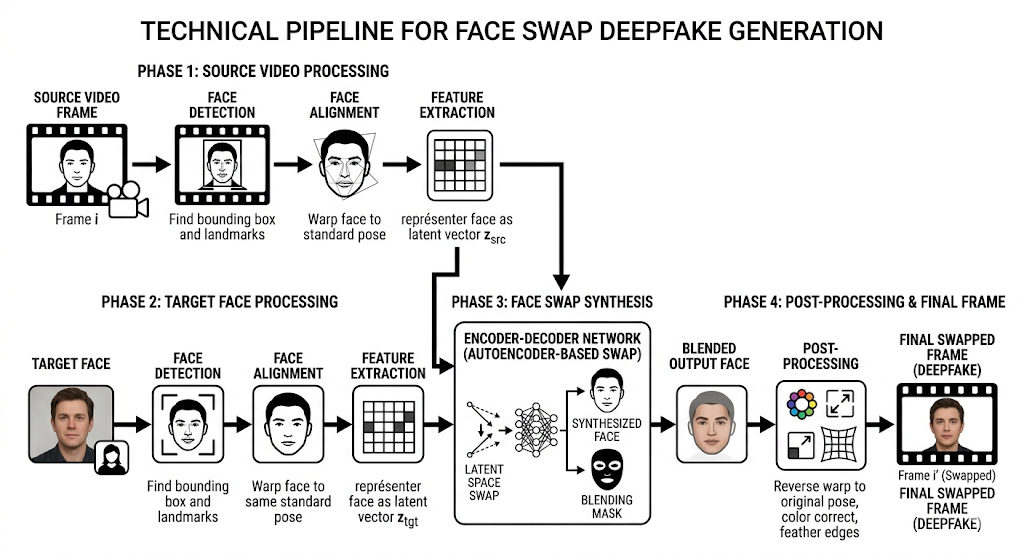 TECHNICAL PIPELINE FOR FACE SWAP DEEPFAKE GENERATION
PHASE 1: SOURCE VIDEO PROCESSING
SOURCE VIDEO
FRAME
Frame i
FACE
DETECTION
Find bounding box
and landmarks
FACE
ALIGNMENT
Warp face to
standard pose
FEATURE
EXTRACTION
représenter face as
latent vector z_src
PHASE 2: TARGET FACE PROCESSING
TARGET FACE
FACE
DETECTION
Find bounding
box and
landmarks
FACE
ALIGNMENT
Warp face to
same standard
pose
FEATURE
EXTRACTION
représenter
face as latent
vector z_tgt
PHASE 3: FACE SWAP SYNTHESIS
ENCODER-DECODER NETWORK
(AUTOENCODER-BASED SWAP)
LATENT
SPACE
SWAP
SYNTHESIZED
FACE
BLENDING
MASK
PHASE 4: POST-PROCESSING & FINAL FRAME
BLENDED
OUTPUT FACE
POST-
PROCESSING
Reverse warp to
original pose,
color correct,
feather edges
FINAL SWAPPED
FRAME
(DEEPFAKE)
Frame i' (Swapped)
FINAL SWAPPED
FRAME
(DEEPFAKE)